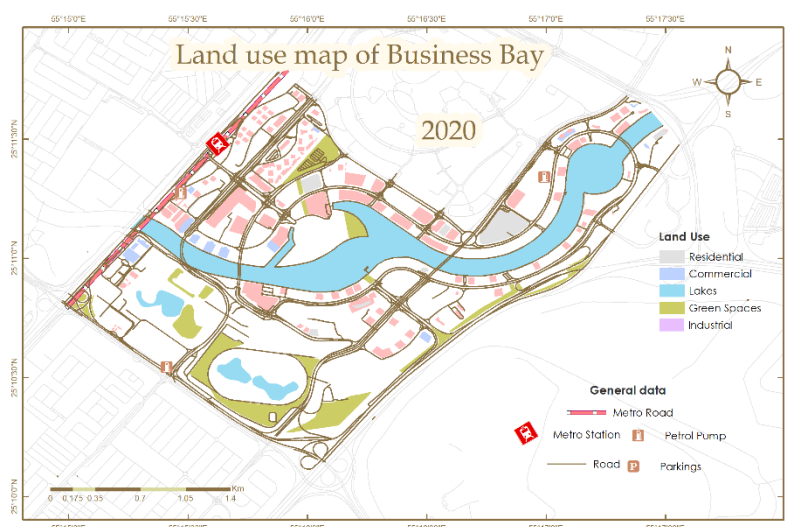 55°15'0"E 55°15'30"E 55°16'0"E 55°16'30"E 55°17'0"E 55°17'30"E
Land use map of Business Bay
2020
N
W E
S
25°11'30"N
25°11'0"N
25°10'30"N
25°10'0"N
Land Use
Residential
Commercial
Lakes
Green Spaces
Industrial
General data
Metro Road
Metro Station
Petrol Pump
Road
P
Parkings
Km
0 0.175 0.35 0.7 1.05 1.4